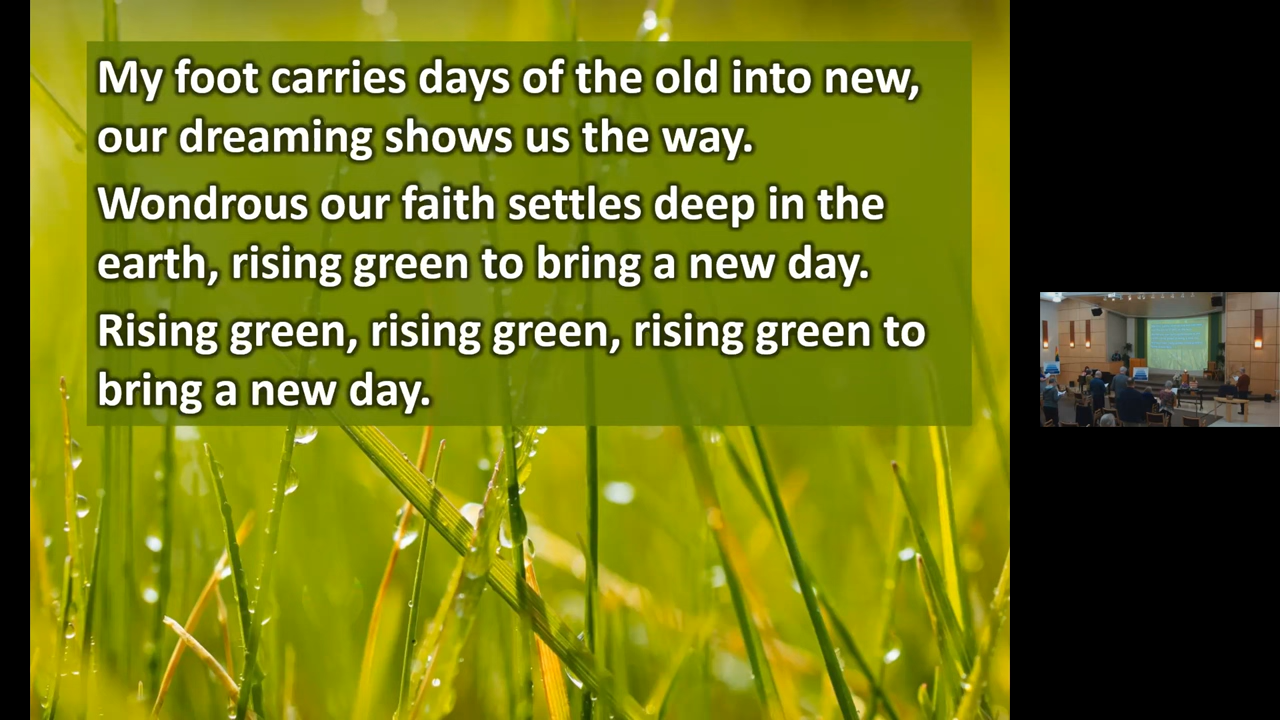 My foot carries days of the old into new,
our dreaming shows us the way.
Wondrous our faith settles deep in the
earth, rising green to bring a new day.
Rising green, rising green, rising green to
bring a new day.